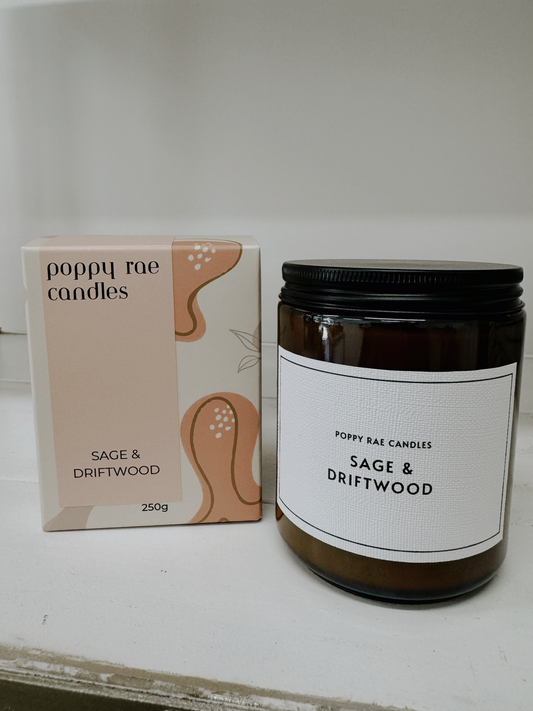 poppy rae
candles
SAGE &
DRIFTWOOD
250g
POPPY RAE CANDLES
SAGE &
DRIFTWOOD